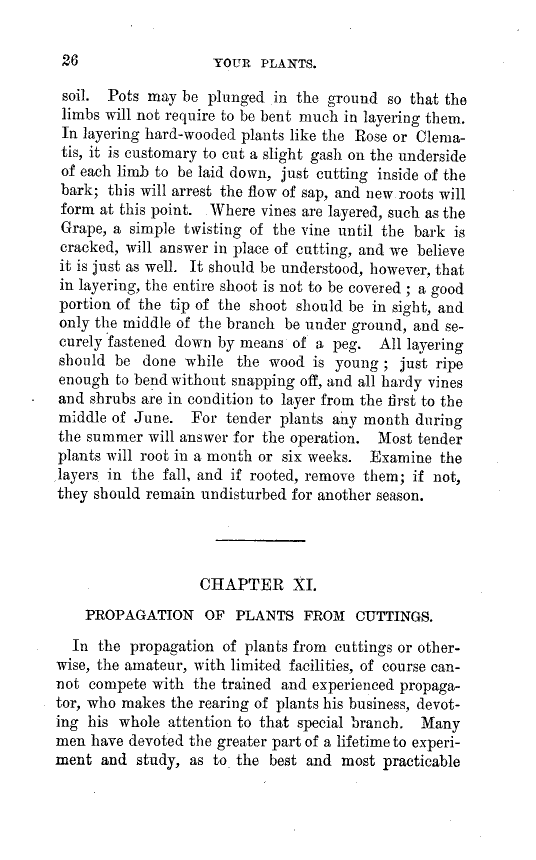 26 YOUR PLANTS.
soil. Pots may be plunged in the ground so that the
limbs will not require to be bent much in layering them.
In layering hard-wooded plants like the Rose or Clema-
tis, it is customary to cut a slight gash on the underside
of each limb to be laid down, just cutting inside of the
bark; this will arrest the flow of sap, and new roots will
form at this point. Where vines are layered, such as the
Grape, a simple twisting of the vine until the bark is
cracked, will answer in place of cutting, and we believe
it is just as well. It should be understood, however, that
in layering, the entire shoot is not to be covered ; a good
portion of the tip of the shoot should be in sight, and
only the middle of the branch be under ground, and se-
curely fastened down by means of a peg. All layering
should be done while the wood is young ; just ripe
enough to bend without snapping off, and all hardy vines
and shrubs are in condition to layer from the first to the
middle of June. For tender plants any month during
the summer will answer for the operation. Most tender
plants will root in a month or six weeks. Examine the
layers in the fall, and if rooted, remove them; if not,
they should remain undisturbed for another season.
CHAPTER XI.
PROPAGATION OF PLANTS FROM CUTTINGS.
In the propagation of plants from cuttings or other-
wise, the amateur, with limited facilities, of course can-
not compete with the trained and experienced propaga-
tor, who makes the rearing of plants his business, devot-
ing his whole attention to that special branch. Many
men have devoted the greater part of a lifetime to experi-
ment and study, as to the best and most practicable